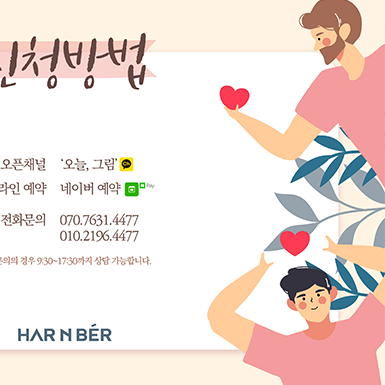 신청방법
오픈채널 '오늘, 그림'
라인 예약 네이버 예약 Pay
전화문의 070.7631.4477
010.2196.4477
문의의 경우 9:30~17:30까지 상담 가능합니다.
HAR N BÉR